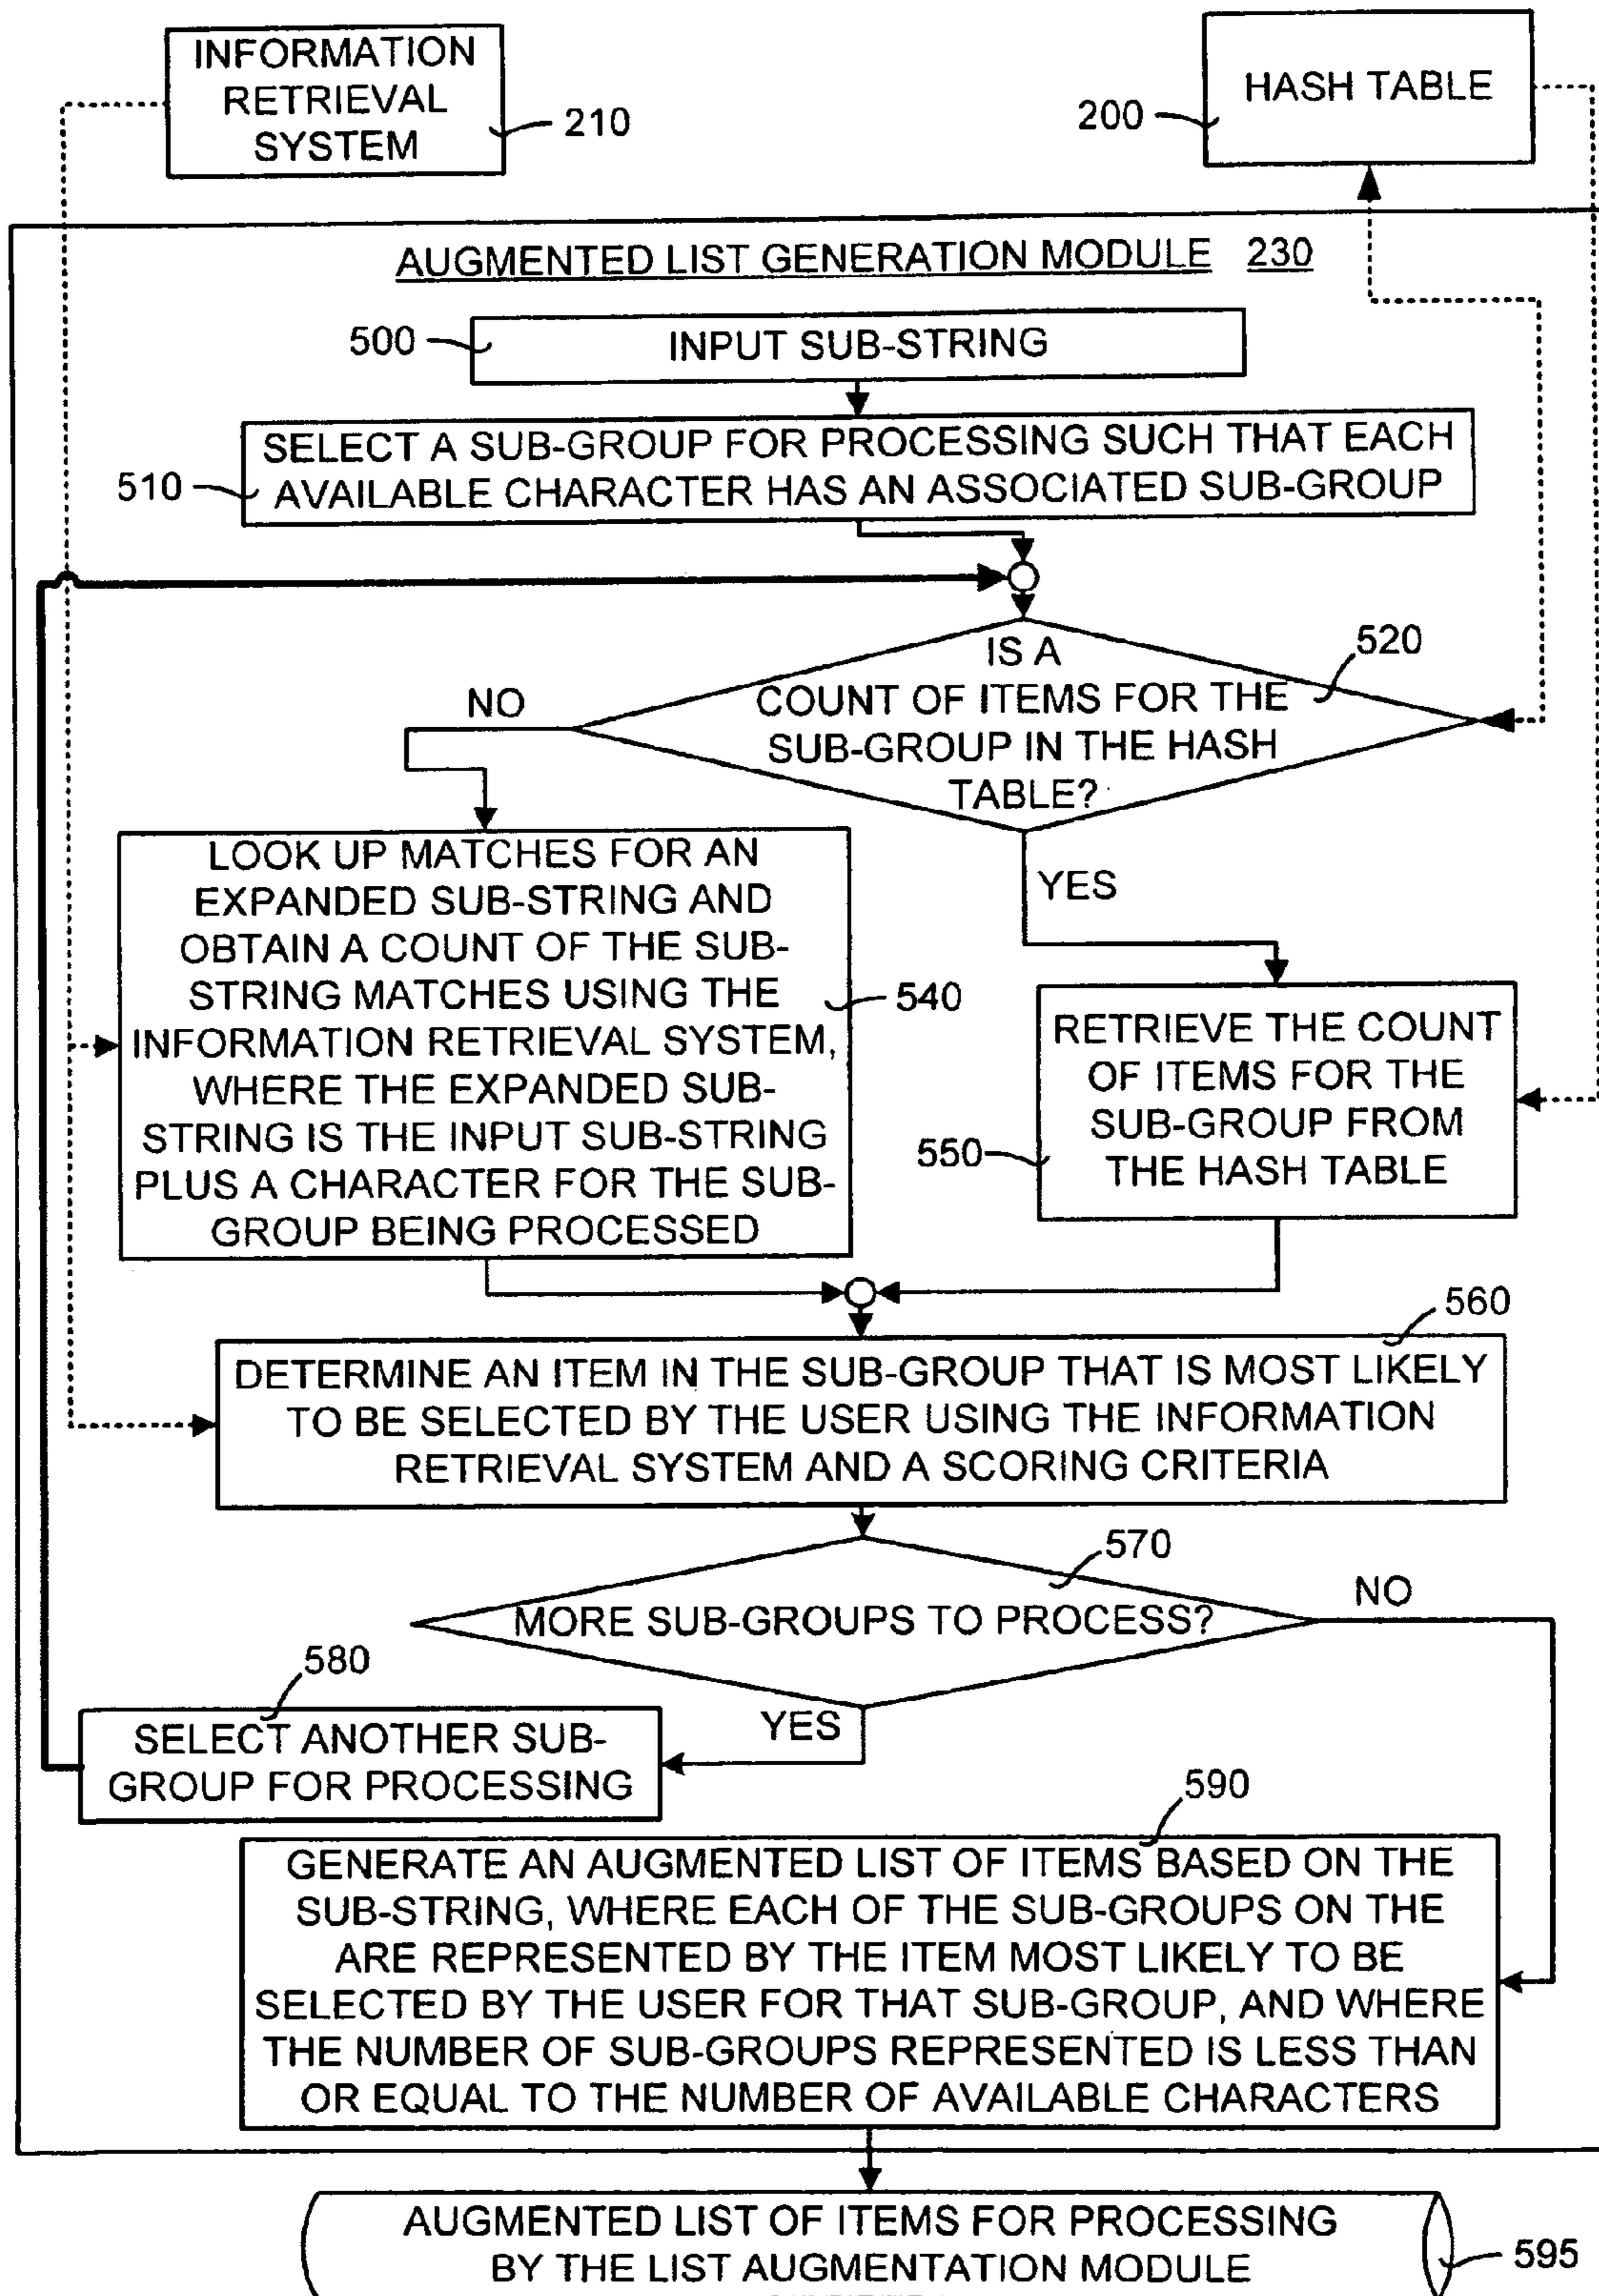 INFORMATION
RETRIEVAL
SYSTEM
210
HASH TABLE
200
AUGMENTED LIST GENERATION MODULE 230
500
INPUT SUB-STRING
SELECT A SUB-GROUP FOR PROCESSING SUCH THAT EACH
AVAILABLE CHARACTER HAS AN ASSOCIATED SUB-GROUP
510
IS A
COUNT OF ITEMS FOR THE
SUB-GROUP IN THE HASH
TABLE?
520
NO
YES
LOOK UP MATCHES FOR AN
EXPANDED SUB-STRING AND
OBTAIN A COUNT OF THE SUB-
STRING MATCHES USING THE
INFORMATION RETRIEVAL SYSTEM,
WHERE THE EXPANDED SUB-
STRING IS THE INPUT SUB-STRING
PLUS A CHARACTER FOR THE SUB-
GROUP BEING PROCESSED
540
RETRIEVE THE COUNT
OF ITEMS FOR THE
SUB-GROUP FROM
THE HASH TABLE
550
560
DETERMINE AN ITEM IN THE SUB-GROUP THAT IS MOST LIKELY
TO BE SELECTED BY THE USER USING THE INFORMATION
RETRIEVAL SYSTEM AND A SCORING CRITERIA
570
MORE SUB-GROUPS TO PROCESS?
NO
YES
580
SELECT ANOTHER SUB-
GROUP FOR PROCESSING
590
GENERATE AN AUGMENTED LIST OF ITEMS BASED ON THE
SUB-STRING, WHERE EACH OF THE SUB-GROUPS ON THE
ARE REPRESENTED BY THE ITEM MOST LIKELY TO BE
SELECTED BY THE USER FOR THAT SUB-GROUP, AND WHERE
THE NUMBER OF SUB-GROUPS REPRESENTED IS LESS THAN
OR EQUAL TO THE NUMBER OF AVAILABLE CHARACTERS
AUGMENTED LIST OF ITEMS FOR PROCESSING
BY THE LIST AUGMENTATION MODULE
595